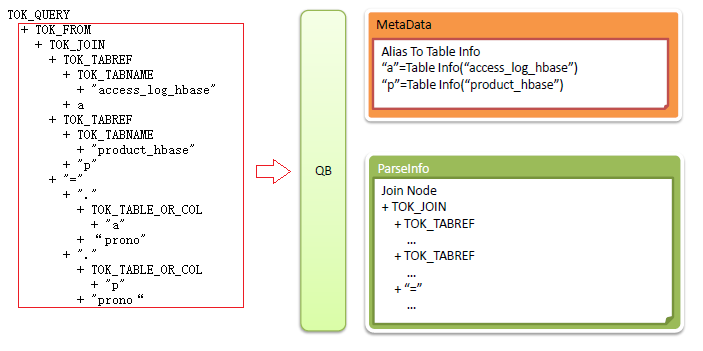 TOK_QUERY
+ TOK_FROM
+ TOK_JOIN
+ TOK_TABREF
+ TOK_TABNAME
+ "access_log_hbase"
+ a
+ TOK_TABREF
+ TOK_TABNAME
+ "product_hbase"
+ "p"
+ "="
+ "."
+ TOK_TABLE_OR_COL
+ "a"
+ “prono"
+ "."
+ TOK_TABLE_OR_COL
+ "p"
+ "prono“
QB
MetaData
Alias To Table Info
“a”=Table Info(“access_log_hbase”)
“p”=Table Info(“product_hbase”)
ParseInfo
Join Node
+ TOK_JOIN
+ TOK_TABREF
...
+ TOK_TABREF
...
+ “=”
...